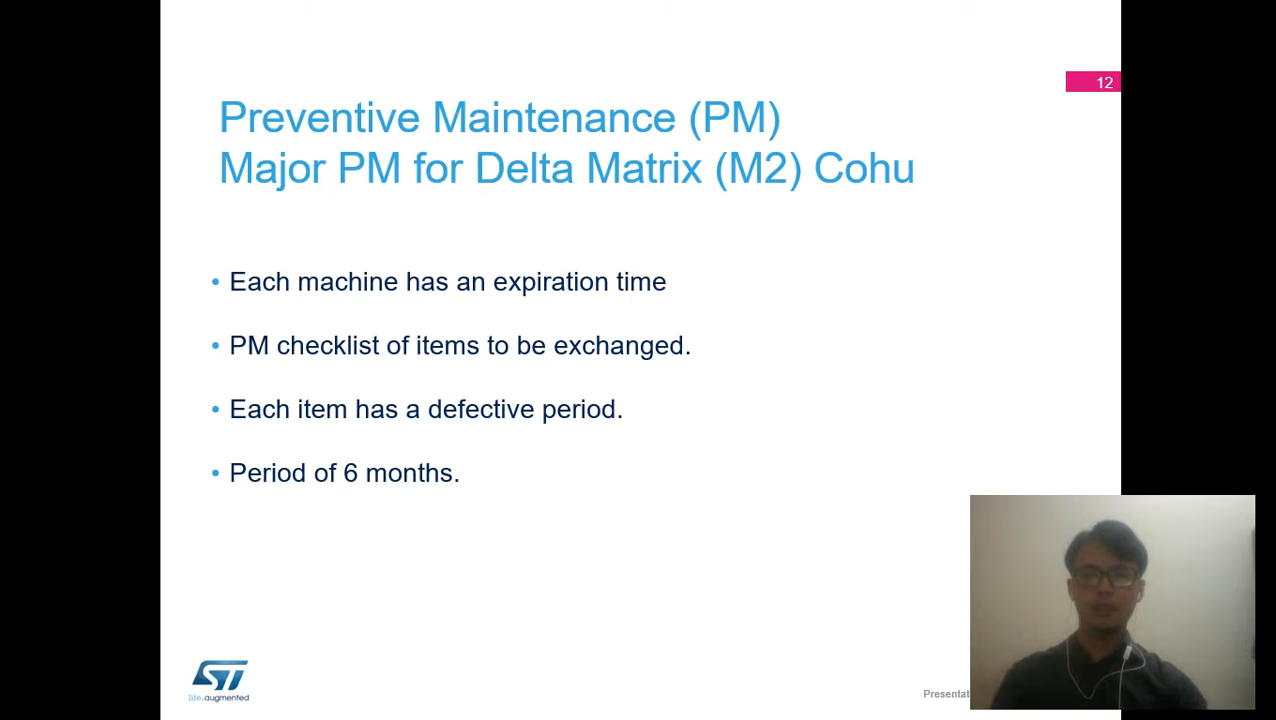 12
Preventive Maintenance (PM)
Major PM for Delta Matrix (M2) Cohu
• Each machine has an expiration time
• PM checklist of items to be exchanged.
• Each item has a defective period.
• Period of 6 months.
ST
life.augmented